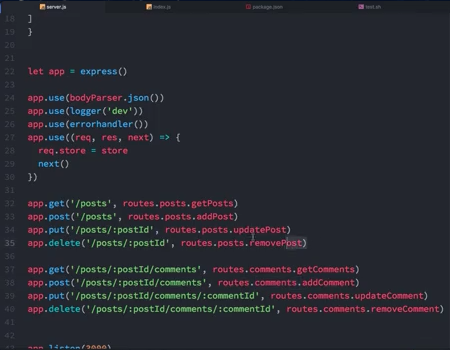 server.js index.js package.json test.sh
18 ]
19 }
20
21
22 let app = express()
23
24 app.use(bodyParser.json())
25 app.use(logger('dev'))
26 app.use(errorhandler())
27 app.use((req, res, next) => {
28 req.store = store
29 next()
30 })
31
32 app.get('/posts', routes.posts.getPosts)
33 app.post('/posts', routes.posts.addPost)
34 app.put('/posts/:postId', routes.posts.updatePost)
35 app.delete('/posts/:postId', routes.posts.removePost)
36
37 app.get('/posts/:postId/comments', routes.comments.getComments)
38 app.post('/posts/:postId/comments', routes.comments.addComment)
39 app.put('/posts/:postId/comments/:commentId', routes.comments.updateComment)
40 app.delete('/posts/:postId/comments/:commentId', routes.comments.removeComment)
41
42
app.listen(3000)